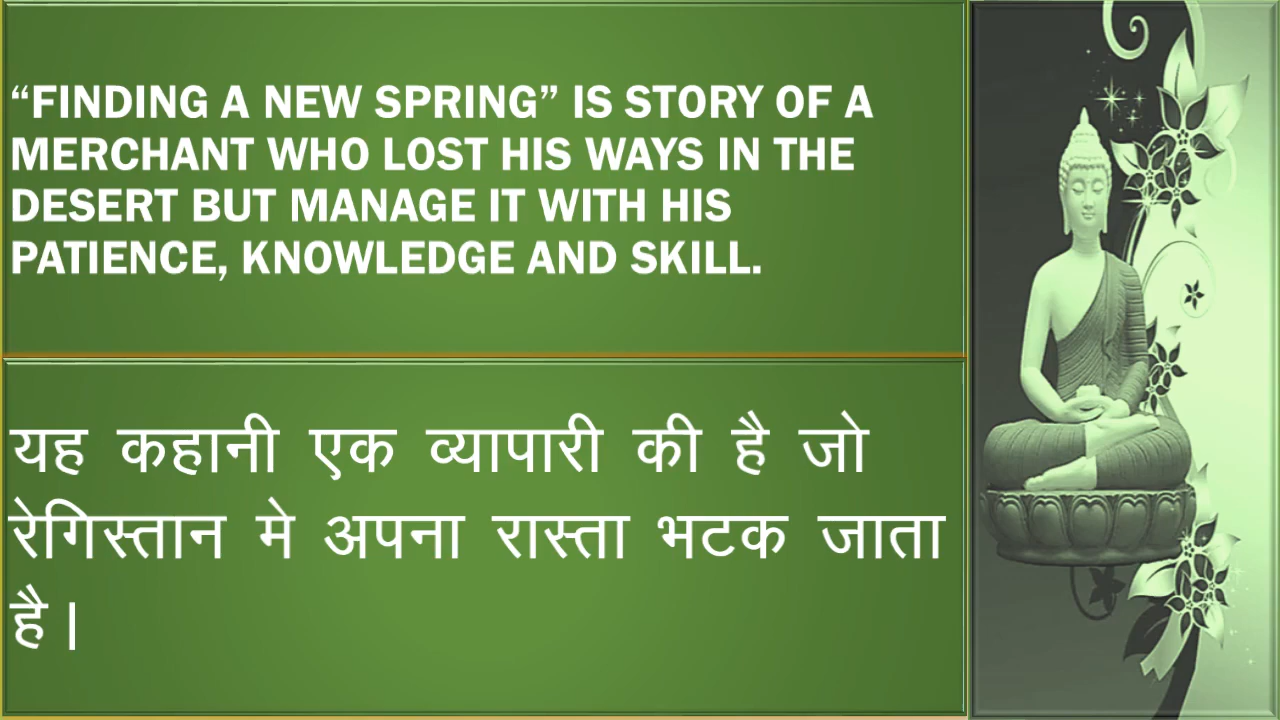 “FINDING A NEW SPRING” IS STORY OF A
MERCHANT WHO LOST HIS WAYS IN THE
DESERT BUT MANAGE IT WITH HIS
PATIENCE, KNOWLEDGE AND SKILL.
यह कहानी एक व्यापारी की है जो
रेगिस्तान मे अपना रास्ता भटक जाता
है |